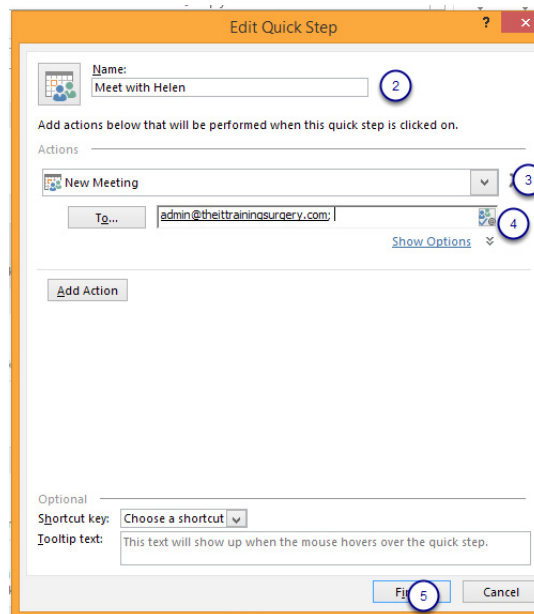 Edit Quick Step
? x
Name:
Meet with Helen
2
Add actions below that will be performed when this quick step is clicked on.
Actions
New Meeting
3
To...
admin@theittrainingsurgery.com;
4
Show Options
Add Action
Optional
Shortcut key: Choose a shortcut
Tooltip text: This text will show up when the mouse hovers over the quick step.
5
Cancel